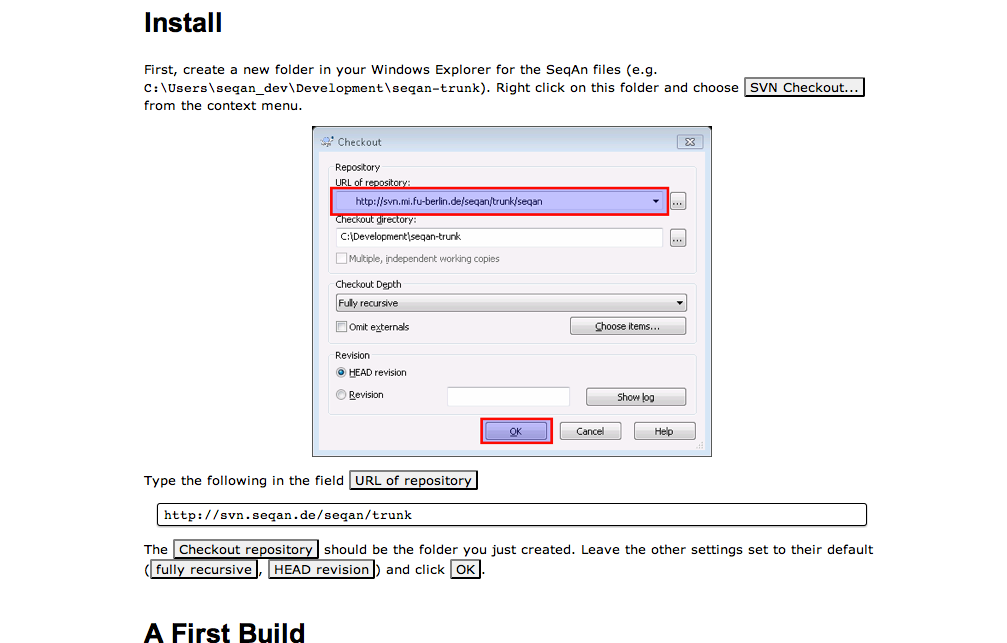 Install
First, create a new folder in your Windows Explorer for the SeqAn files (e.g.
C:\Users\seqan_dev\Development\seqan-trunk). Right click on this folder and choose SVN Checkout...
from the context menu.
Checkout
Repository
URL of repository:
http://svn.mi.fu-berlin.de/seqan/trunk/seqan
...
Checkout directory:
C:\Development\seqan-trunk
...
Multiple, independent working copies
Checkout Depth
Fully recursive
Omit externals
Choose items...
Revision
HEAD revision
Revision
Show log
OK Cancel Help
Type the following in the field URL of repository
http://svn.seqan.de/seqan/trunk
The Checkout repository should be the folder you just created. Leave the other settings set to their default
(fully recursive, HEAD revision) and click OK.
A First Build